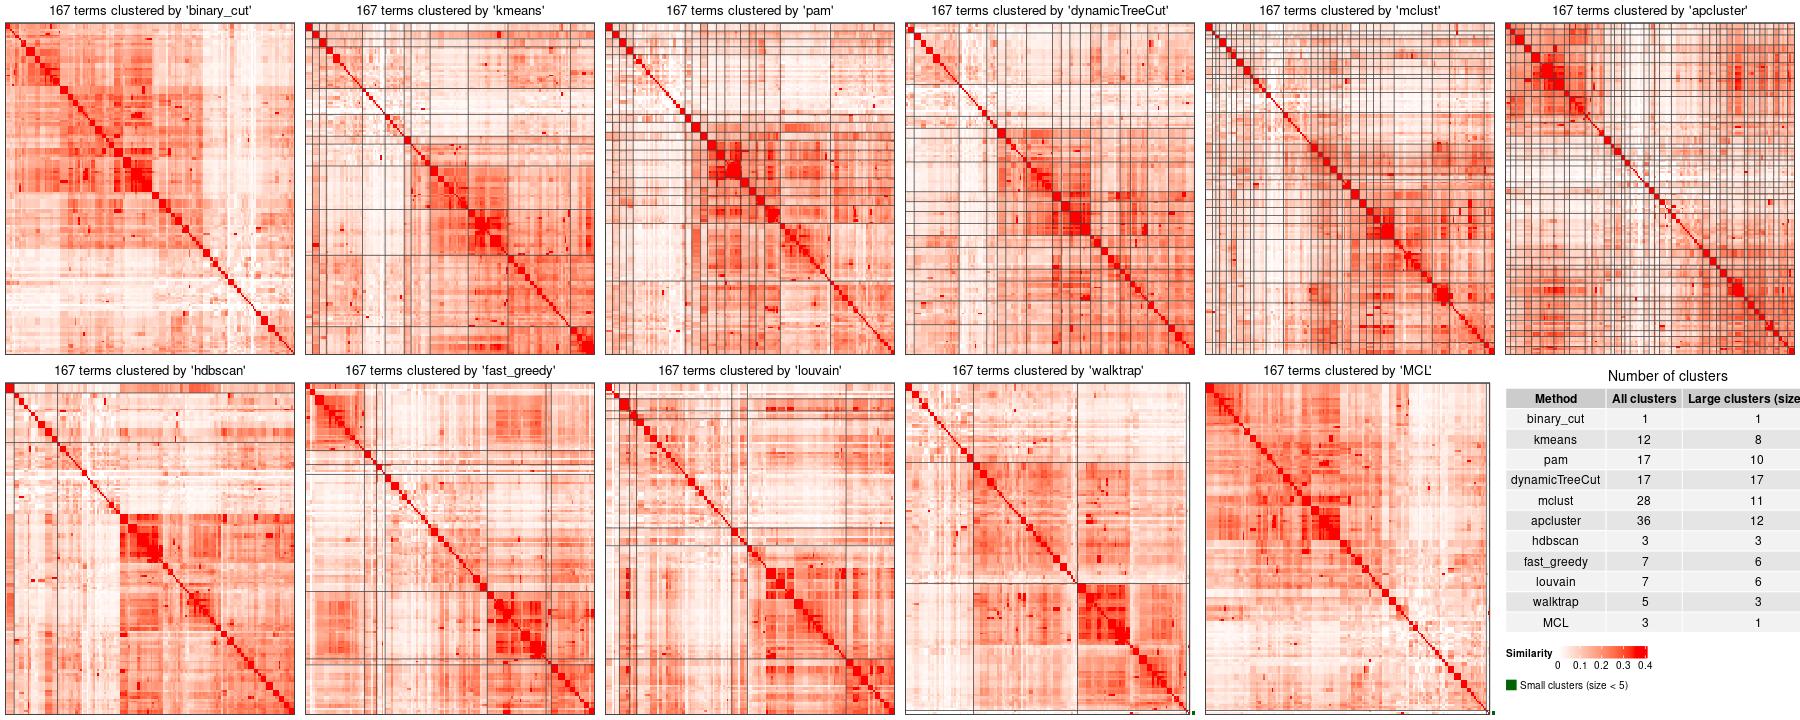 167 terms clustered by 'binary_cut'
167 terms clustered by 'kmeans'
167 terms clustered by 'pam'
167 terms clustered by 'dynamicTreeCut'
167 terms clustered by 'mclust'
167 terms clustered by 'apcluster'
167 terms clustered by 'hdbscan'
167 terms clustered by 'fast_greedy'
167 terms clustered by 'louvain'
167 terms clustered by 'walktrap'
167 terms clustered by 'MCL'
Number of clusters
Method All clusters Large clusters (size
binary_cut 1 1
kmeans 12 8
pam 17 10
dynamicTreeCut 17 17
mclust 28 11
apcluster 36 12
hdbscan 3 3
fast_greedy 7 6
louvain 7 6
walktrap 5 3
MCL 3 1
Similarity
0 0.1 0.2 0.3 0.4
Small clusters (size < 5)